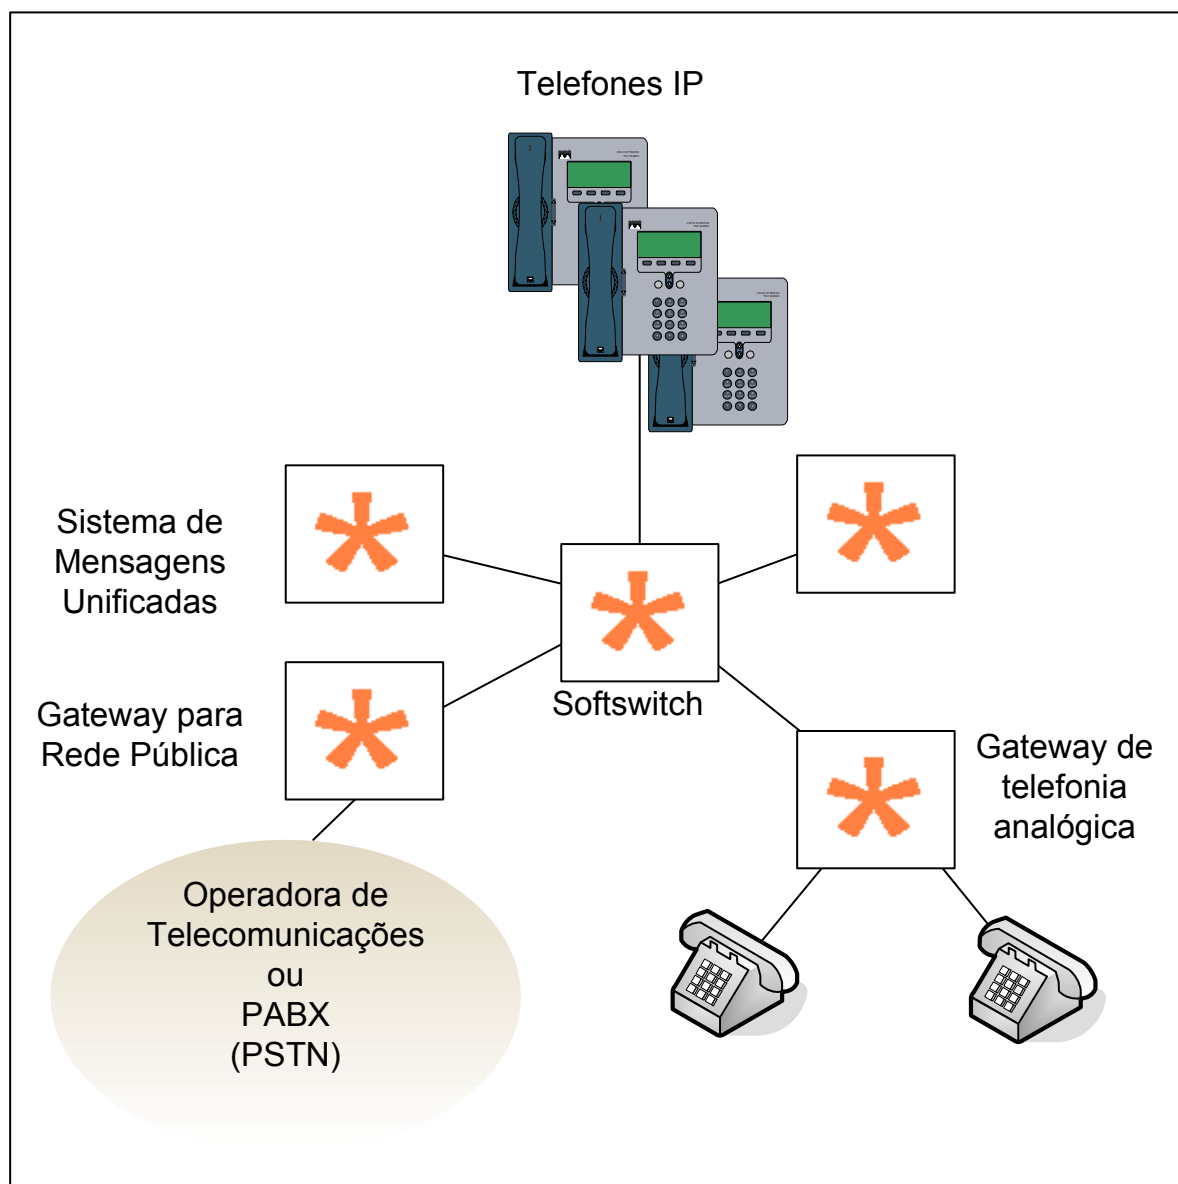 Telefones IP
Sistema de
Mensagens
Unificadas
Softswitch
Gateway para
Rede Pública
Gateway de
telefonia
analógica
Operadora de
Telecomunicações
ou
PABX
(PSTN)